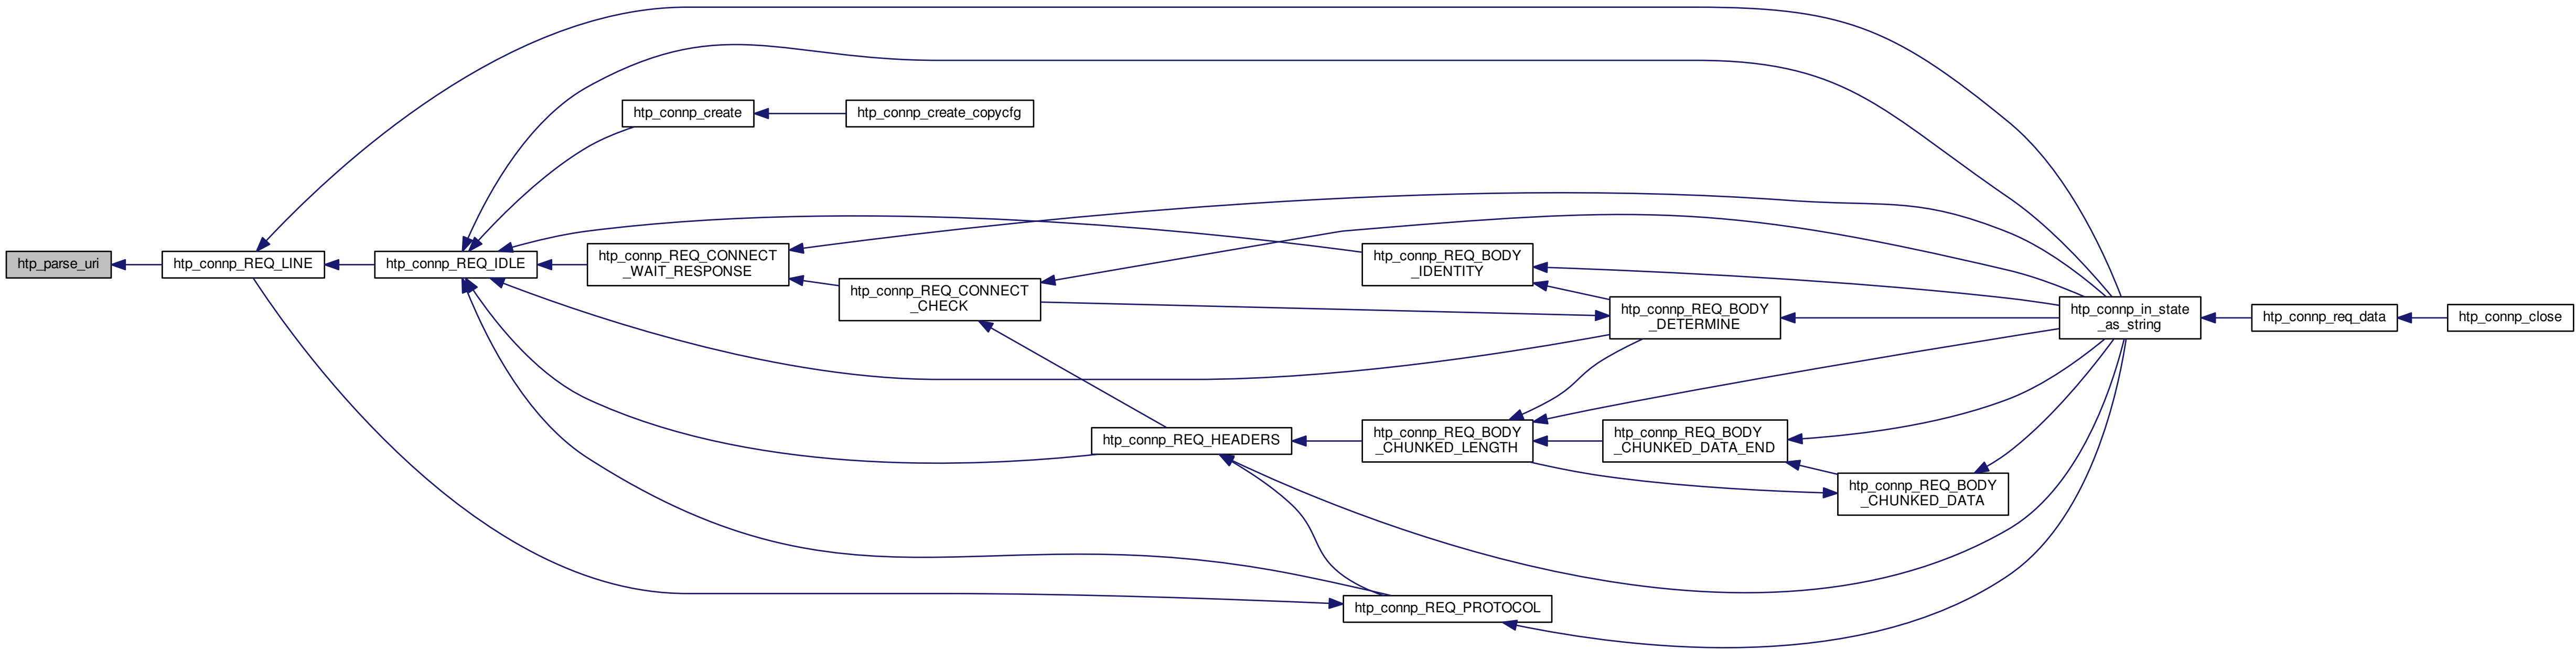 htp_parse_uri
htp_connp_REQ_LINE
htp_connp_REQ_IDLE
htp_connp_create
htp_connp_create_copycfg
htp_connp_REQ_CONNECT
_WAIT_RESPONSE
htp_connp_REQ_CONNECT
_CHECK
htp_connp_REQ_HEADERS
htp_connp_REQ_BODY
_IDENTITY
htp_connp_REQ_BODY
_CHUNKED_LENGTH
htp_connp_REQ_PROTOCOL
htp_connp_REQ_BODY
_DETERMINE
htp_connp_REQ_BODY
_CHUNKED_DATA_END
htp_connp_REQ_BODY
_CHUNKED_DATA
htp_connp_in_state
_as_string
htp_connp_req_data
htp_connp_close